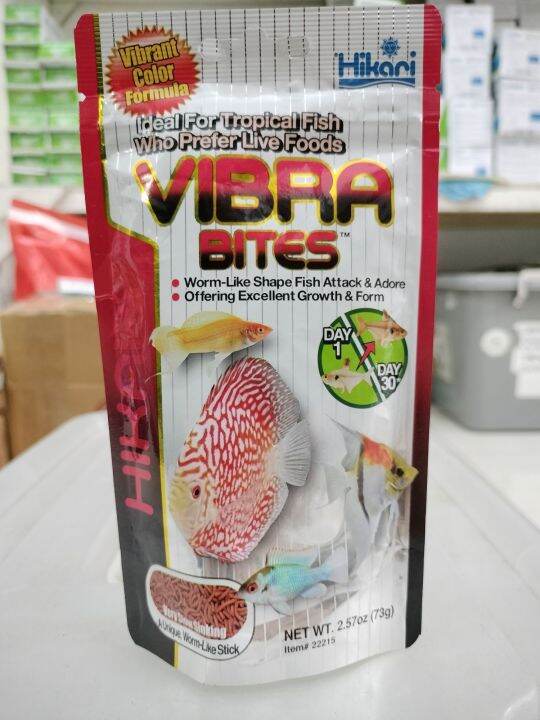 Vibrant
Color
Formula
Hikari
Ideal For Tropical Fish
Who Prefer Live Foods
VIBRA
BITES™
• Worm-Like Shape Fish Attack & Adore
• Offering Excellent Growth & Form
DAY
1
DAY
30
Sinking
A Unique, Worm-Like Stick
NET WT. 2.57oz (73g)
Item# 22215